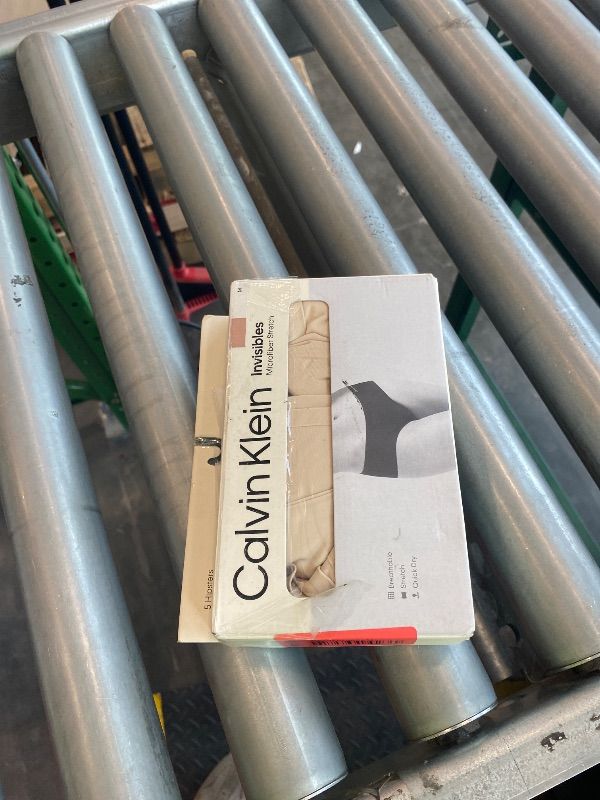 M
Calvin Klein
Invisibles
Microfiber Stretch
5 Hipsters
Breathable
Stretch
Quick Dry